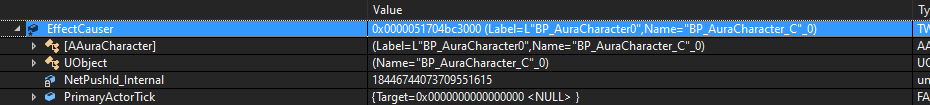 Value Ty
EffectCauser 0x0000051704bc3000 (Label=L"BP_AuraCharacter0",Name="BP_AuraCharacter_C"_0) TW
[AAuraCharacter] (Label=L"BP_AuraCharacter0",Name="BP_AuraCharacter_C"_0) AA
UObject (Name="BP_AuraCharacter_C"_0) UO
NetPushId_Internal 18446744073709551615 un
PrimaryActorTick {Target=0x0000000000000000 <NULL> } FA